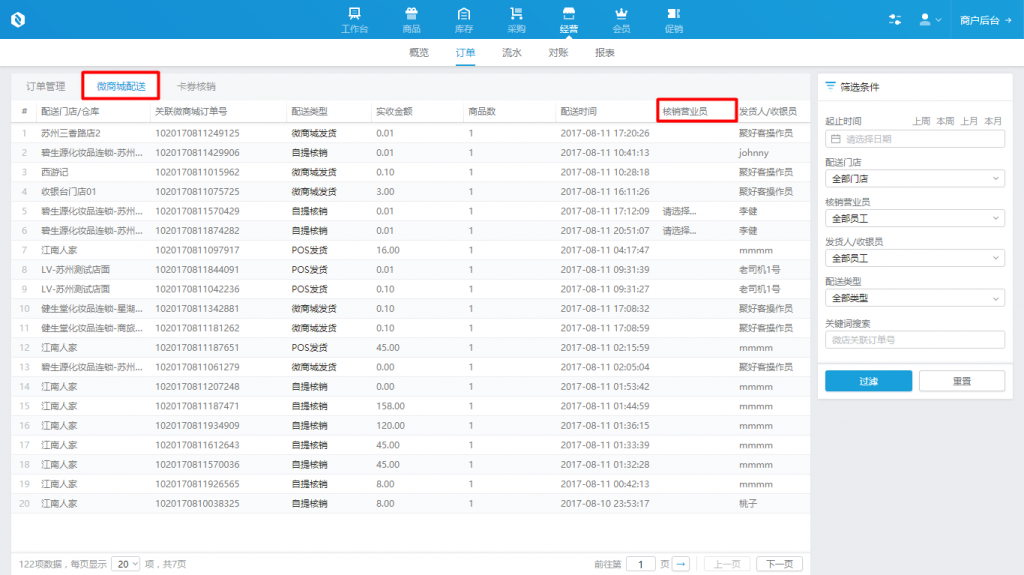 工作台 商品 库存 采购 经营 会员 促销 商户后台 →
概览 订单 流水 对账 报表
订单管理 微商城配送 卡券核销
# 配送门店/仓库 关联微商城订单号 配送类型 实收金额 商品数 配送时间 核销营业员 发货人/收银员
1 苏州三香路店2 1020170811249125 微商城发货 0.01 1 2017-08-11 17:20:26 聚好客操作员
2 碧生源化妆品连锁-苏州... 1020170811429906 自提核销 0.01 1 2017-08-11 10:41:13 johnny
3 西游记 1020170811015962 微商城发货 0.10 1 2017-08-11 10:28:18 聚好客操作员
4 收银台门店01 1020170811075725 微商城发货 3.00 1 2017-08-11 16:11:26 聚好客操作员
5 碧生源化妆品连锁-苏州... 1020170811570429 自提核销 0.01 1 2017-08-11 17:12:09 请选择... 李健
6 碧生源化妆品连锁-苏州... 1020170811874282 自提核销 0.01 1 2017-08-11 20:51:07 请选择... 李健
7 江南人家 1020170811097917 POS发货 16.00 1 2017-08-11 04:17:47 mmmm
8 LV-苏州测试店面 1020170811844091 POS发货 0.01 1 2017-08-11 09:31:39 老司机1号
9 LV-苏州测试店面 1020170811042236 POS发货 0.10 1 2017-08-11 09:31:27 老司机1号
10 健生堂化妆品连锁-星湖... 1020170811342881 微商城发货 0.10 1 2017-08-11 17:08:32 聚好客操作员
11 健生堂化妆品连锁-商旅... 1020170811181262 微商城发货 0.10 1 2017-08-11 17:08:59 聚好客操作员
12 江南人家 1020170811187651 POS发货 45.00 1 2017-08-11 02:15:59 mmmm
13 碧生源化妆品连锁-苏州... 1020170811061279 微商城发货 0.00 1 2017-08-11 02:05:04 聚好客操作员
14 江南人家 1020170811207248 自提核销 0.00 1 2017-08-11 01:53:42 mmmm
15 江南人家 1020170811187471 自提核销 158.00 1 2017-08-11 01:44:59 mmmm
16 江南人家 1020170811934909 自提核销 120.00 1 2017-08-11 01:36:15 mmmm
17 江南人家 1020170811612643 自提核销 45.00 1 2017-08-11 01:33:39 mmmm
18 江南人家 1020170811570036 自提核销 45.00 1 2017-08-11 01:32:28 mmmm
19 江南人家 1020170811926565 自提核销 8.00 1 2017-08-11 00:42:13 mmmm
20 江南人家 1020170810038325 自提核销 8.00 1 2017-08-10 23:53:17 桃子
122项数据，每页显示 20 项，共7页 前往第 1 页 → 上一页 下一页
筛选条件
起止时间 上周 本周 上月 本月
请选择日期
配送门店
全部门店
核销营业员
全部员工
发货人/收银员
全部员工
配送类型
全部类型
关键词搜索
微店关联订单号
过滤 重置